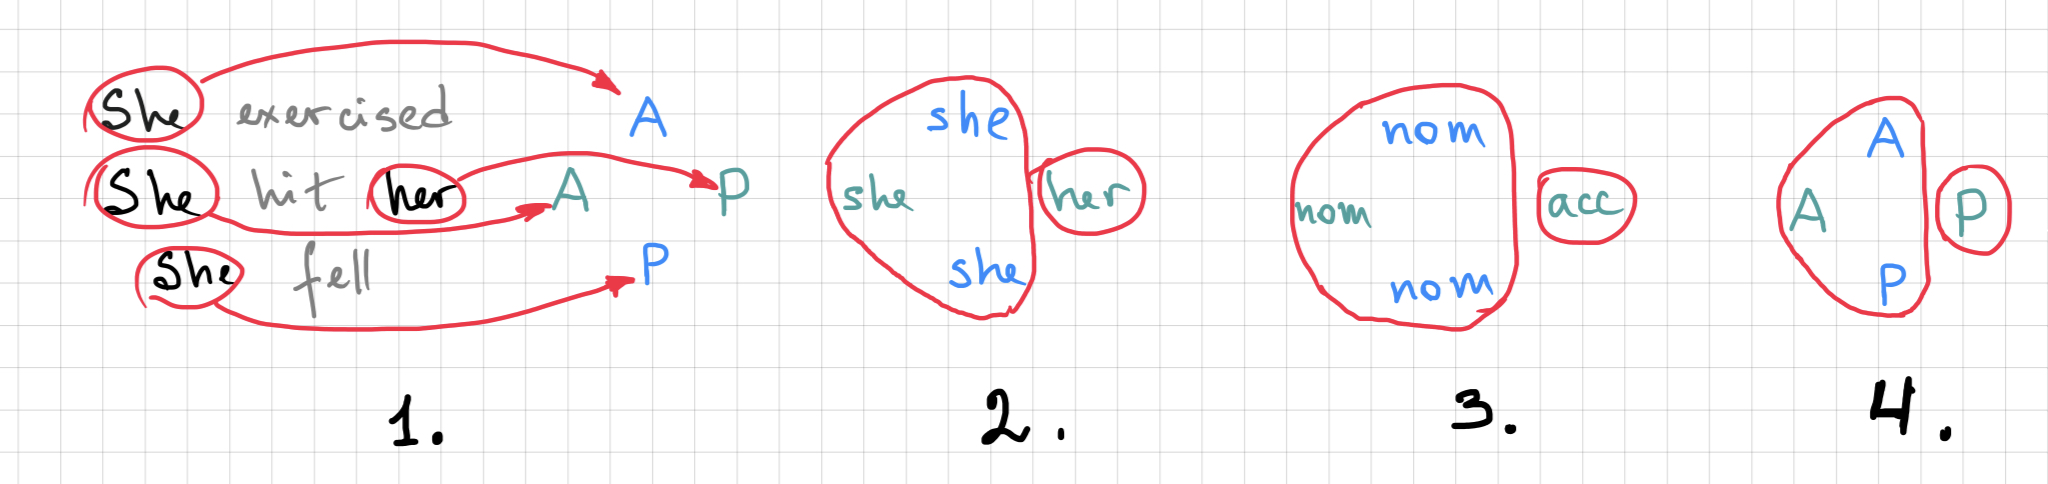 She exercised A
She hit her A P
She fell P
she
she her
she
nom
nom acc
nom
A
A P
P
1. 2. 3. 4.